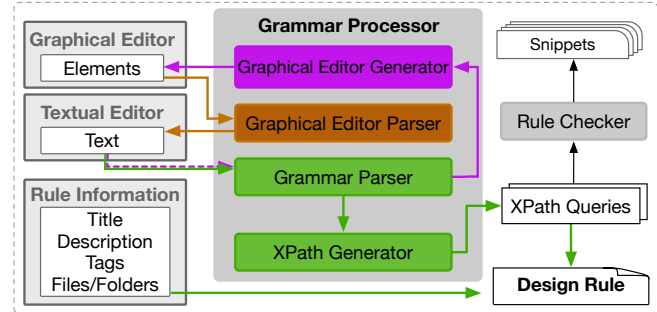 Graphical Editor
Elements
Textual Editor
Text
Rule Information
Title
Description
Tags
Files/Folders
Grammar Processor
Graphical Editor Generator
Graphical Editor Parser
Grammar Parser
XPath Generator
Snippets
Rule Checker
XPath Queries
Design Rule